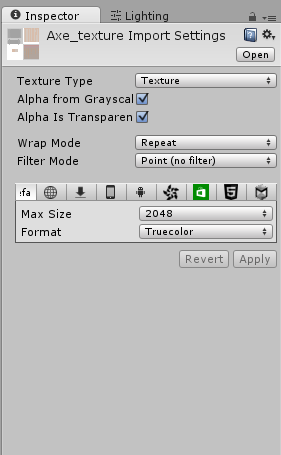 Inspector Lighting
Axe_texture Import Settings
Open
Texture Type Texture
Alpha from Grayscal
Alpha Is Transparen
Wrap Mode Repeat
Filter Mode Point (no filter)
:fa
Max Size 2048
Format Truecolor
Revert Apply